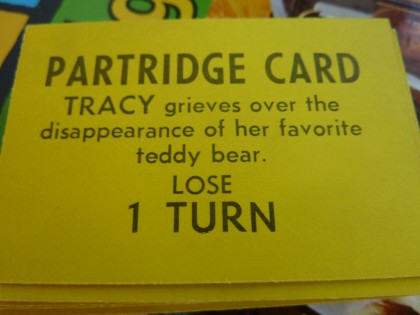 PARTRIDGE CARD
TRACY grieves over the
disappearance of her favorite
teddy bear.
LOSE
1 TURN